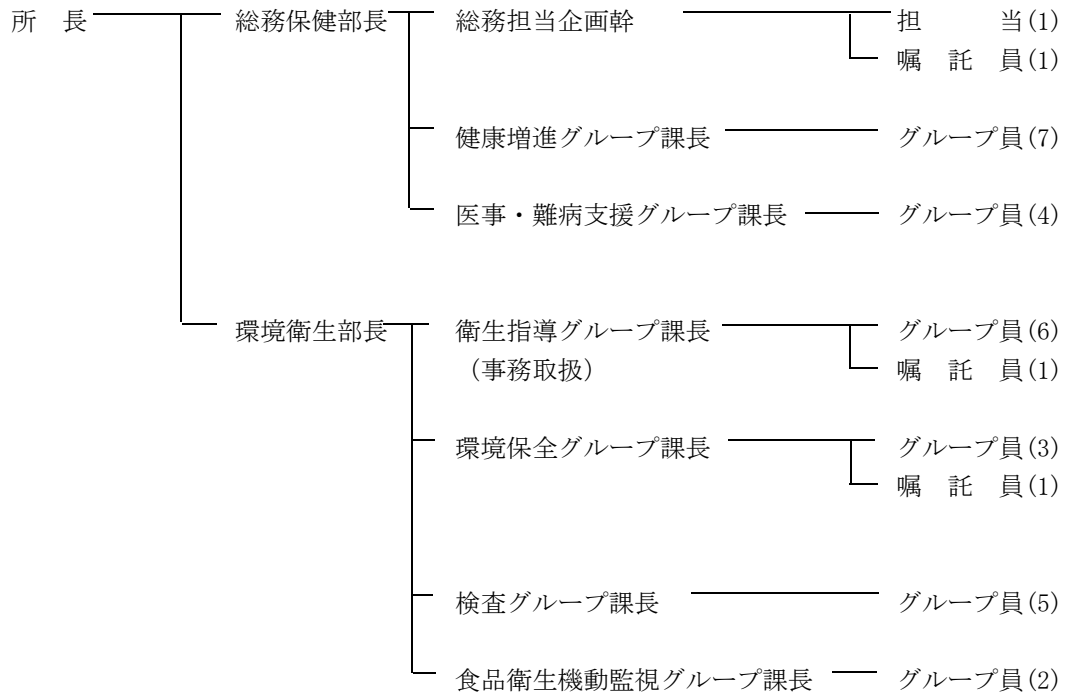 所　長　総務保健部長　総務担当企画幹　担　　当(1)
嘱　託　員(1)
健康増進グループ課長　グループ員(7)
医事・難病支援グループ課長　グループ員(4)
環境衛生部長　衛生指導グループ課長　グループ員(6)
（事務取扱）　嘱　託　員(1)
環境保全グループ課長　グループ員(3)
嘱　託　員(1)
検査グループ課長　グループ員(5)
食品衛生機動監視グループ課長　グループ員(2)